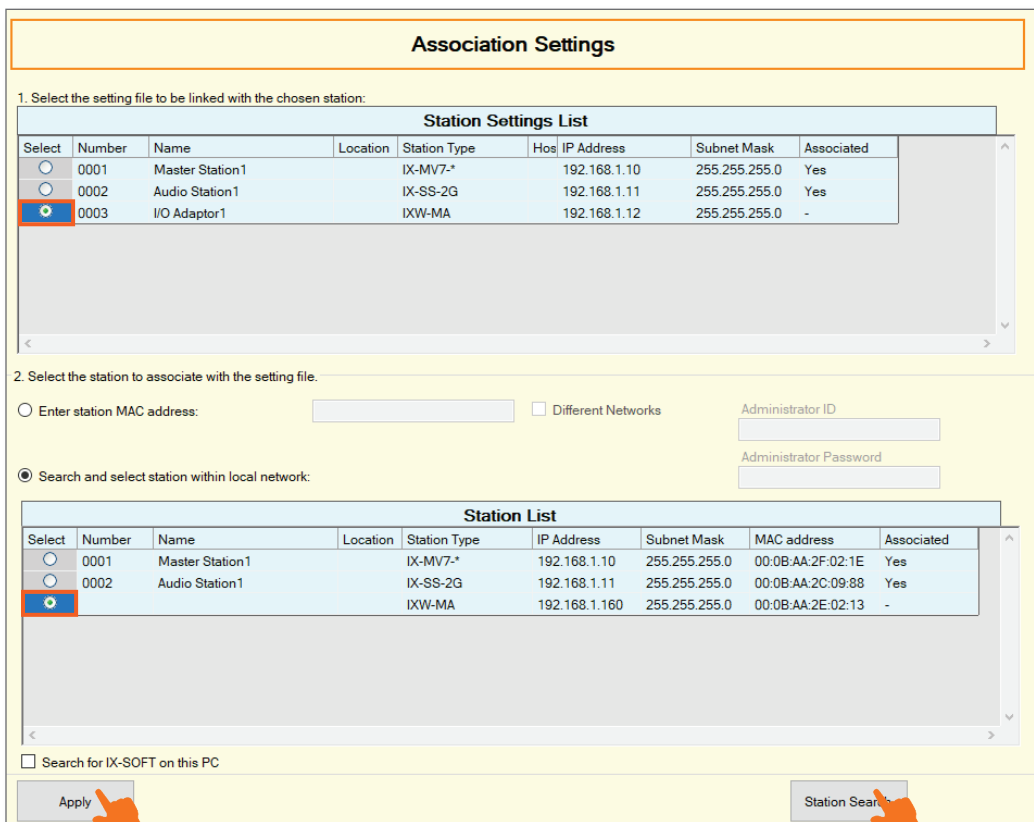 Association Settings
1. Select the setting file to be linked with the chosen station:
Station Settings List
Select Number Name Location Station Type Hos IP Address Subnet Mask Associated
0001 Master Station1 IX-MV7-* 192.168.1.10 255.255.255.0 Yes
0002 Audio Station1 IX-SS-2G 192.168.1.11 255.255.255.0 Yes
0003 I/O Adaptor1 IXW-MA 192.168.1.12 255.255.255.0 -
2. Select the station to associate with the setting file.
Enter station MAC address: Different Networks Administrator ID
Administrator Password
Search and select station within local network:
Station List
Select Number Name Location Station Type IP Address Subnet Mask MAC address Associated
0001 Master Station1 IX-MV7-* 192.168.1.10 255.255.255.0 00:0B:AA:2F:02:1E Yes
0002 Audio Station1 IX-SS-2G 192.168.1.11 255.255.255.0 00:0B:AA:2C:09:88 Yes
IXW-MA 192.168.1.160 255.255.255.0 00:0B:AA:2E:02:13 -
Search for IX-SOFT on this PC
Apply Station Search